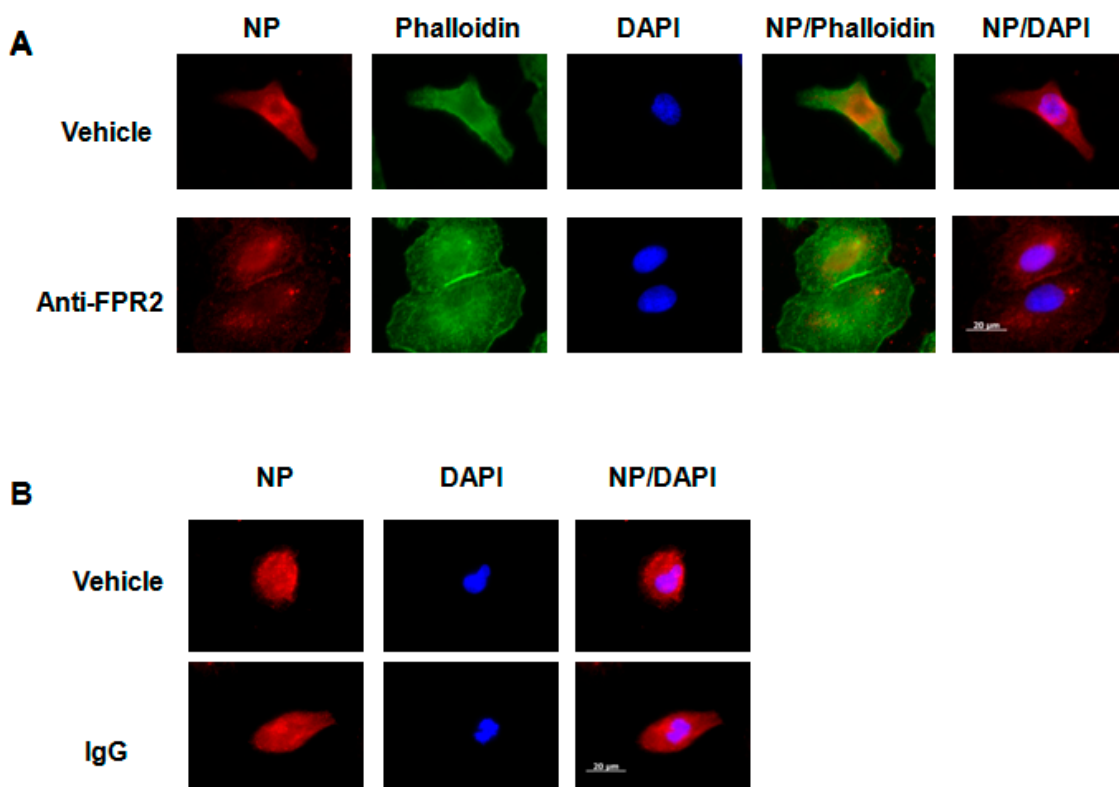 A
NP Phalloidin DAPI NP/Phalloidin NP/DAPI
Vehicle
Anti-FPR2
20 µm
B
NP DAPI NP/DAPI
Vehicle
IgG
20 µm